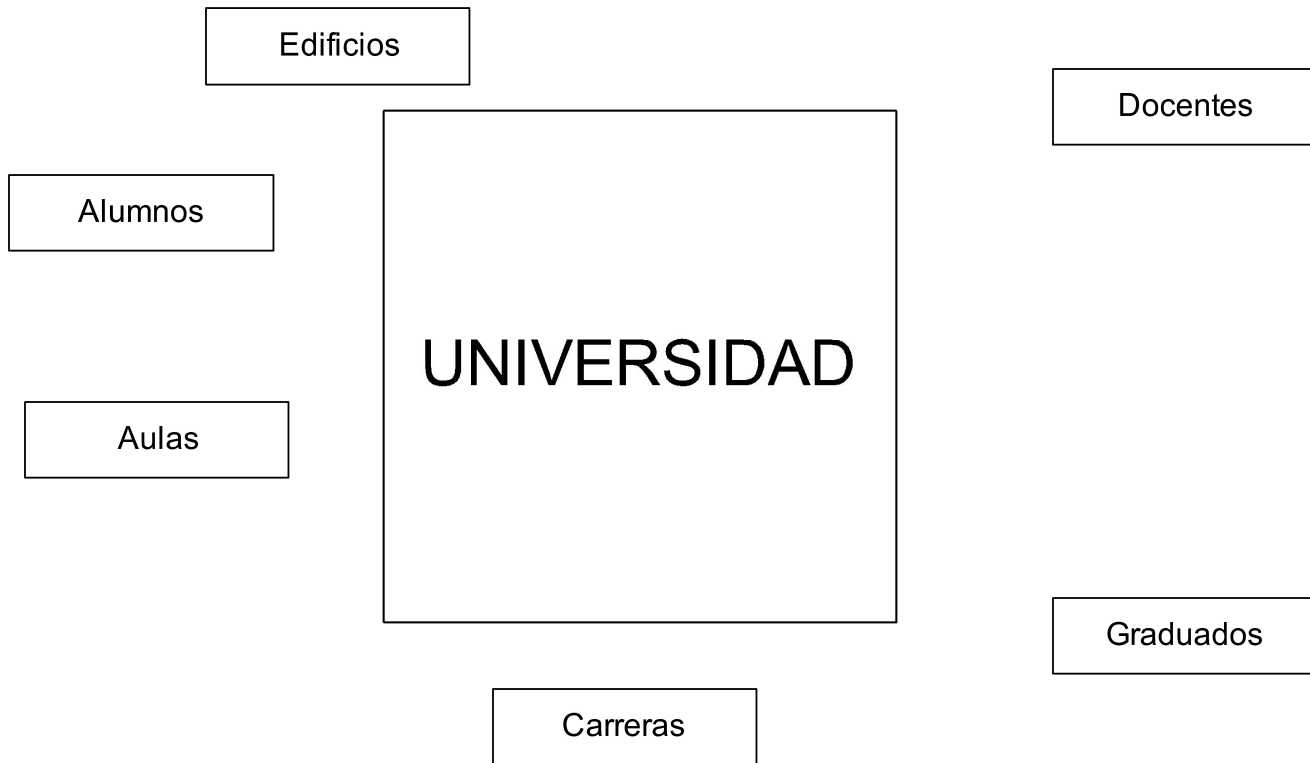 Edificios
Docentes
Alumnos
UNIVERSIDAD
Aulas
Graduados
Carreras